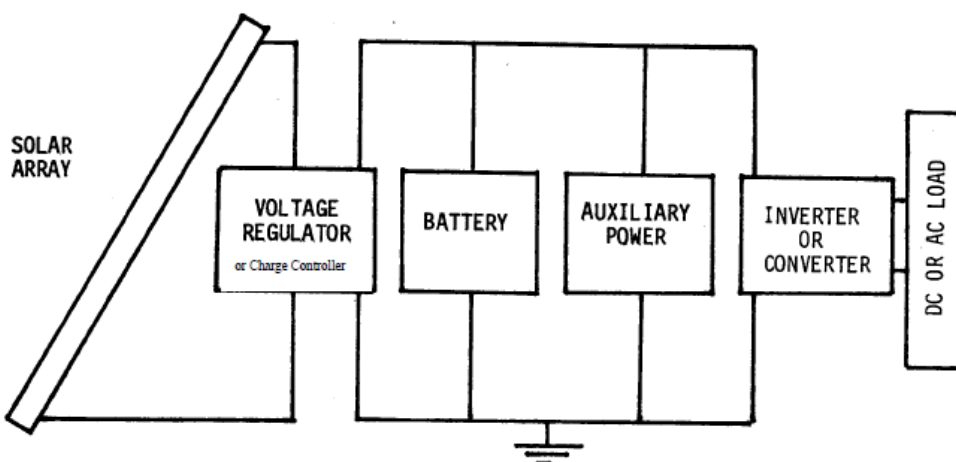 SOLAR
ARRAY
VOLTAGE
REGULATOR
or Charge Controller
BATTERY
AUXILIARY
POWER
INVERTER
OR
CONVERTER
DC OR AC LOAD